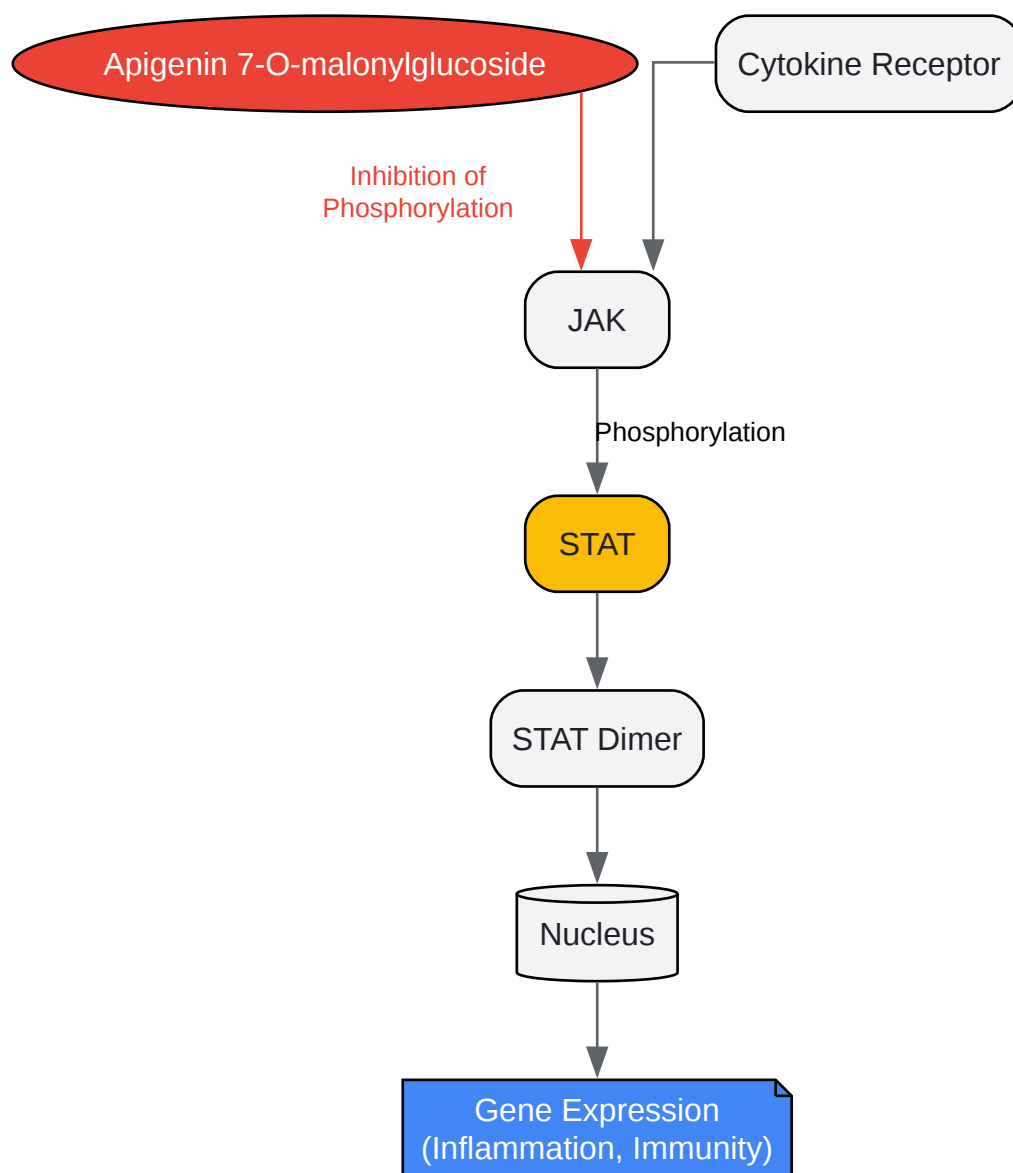 Apigenin 7-O-malonylglucoside
Cytokine Receptor
Inhibition of
Phosphorylation
JAK
Phosphorylation
STAT
STAT Dimer
Nucleus
Gene Expression
(Inflammation, Immunity)